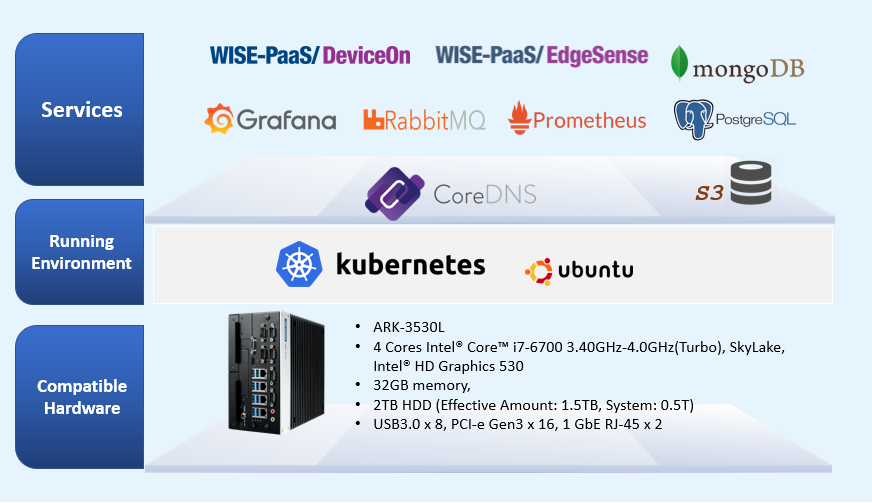 Services
WISE-PaaS/DeviceOn
WISE-PaaS/EdgeSense
mongoDB
Grafana
RabbitMQ
Prometheus
PostgreSQL
CoreDNS
S3
Running
Environment
kubernetes
ubuntu
Compatible
Hardware
• ARK-3530L
• 4 Cores Intel® Core™ i7-6700 3.40GHz-4.0GHz(Turbo), SkyLake,
Intel® HD Graphics 530
• 32GB memory,
• 2TB HDD (Effective Amount: 1.5TB, System: 0.5T)
• USB3.0 x 8, PCI-e Gen3 x 16, 1 GbE RJ-45 x 2